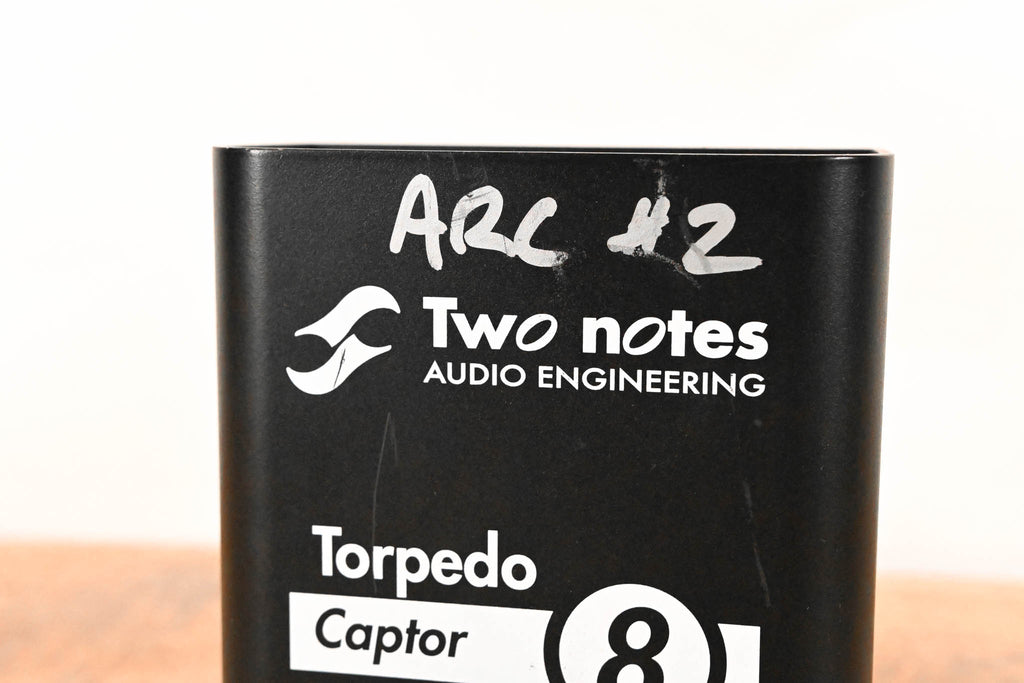 ARC #2
Two notes
AUDIO ENGINEERING
Torpedo
Captor 8